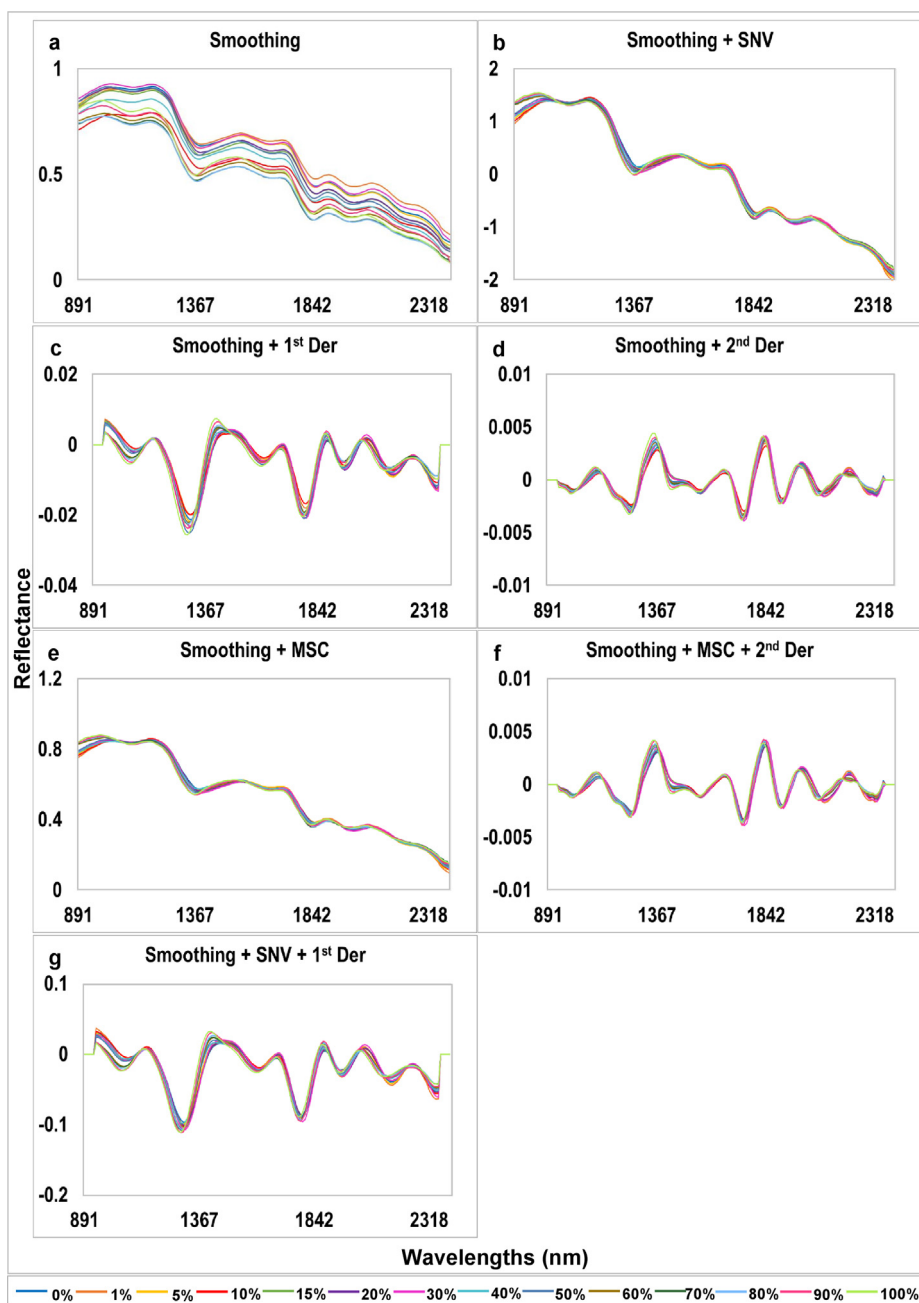 a Smoothing
1
0.5
0
891 1367 1842 2318
b Smoothing + SNV
2
1
0
-1
-2
891 1367 1842 2318
c Smoothing + 1st Der
0.02
0
-0.02
-0.04
891 1367 1842 2318
d Smoothing + 2nd Der
0.01
0.005
0
-0.005
-0.01
891 1367 1842 2318
Reflectance
e Smoothing + MSC
1.2
0.8
0.4
0
891 1367 1842 2318
f Smoothing + MSC + 2nd Der
0.01
0.005
0
-0.005
-0.01
891 1367 1842 2318
g Smoothing + SNV + 1st Der
0.1
0
-0.1
-0.2
891 1367 1842 2318
Wavelengths (nm)
0% 1% 5% 10% 15% 20% 30% 40% 50% 60% 70% 80% 90% 100%